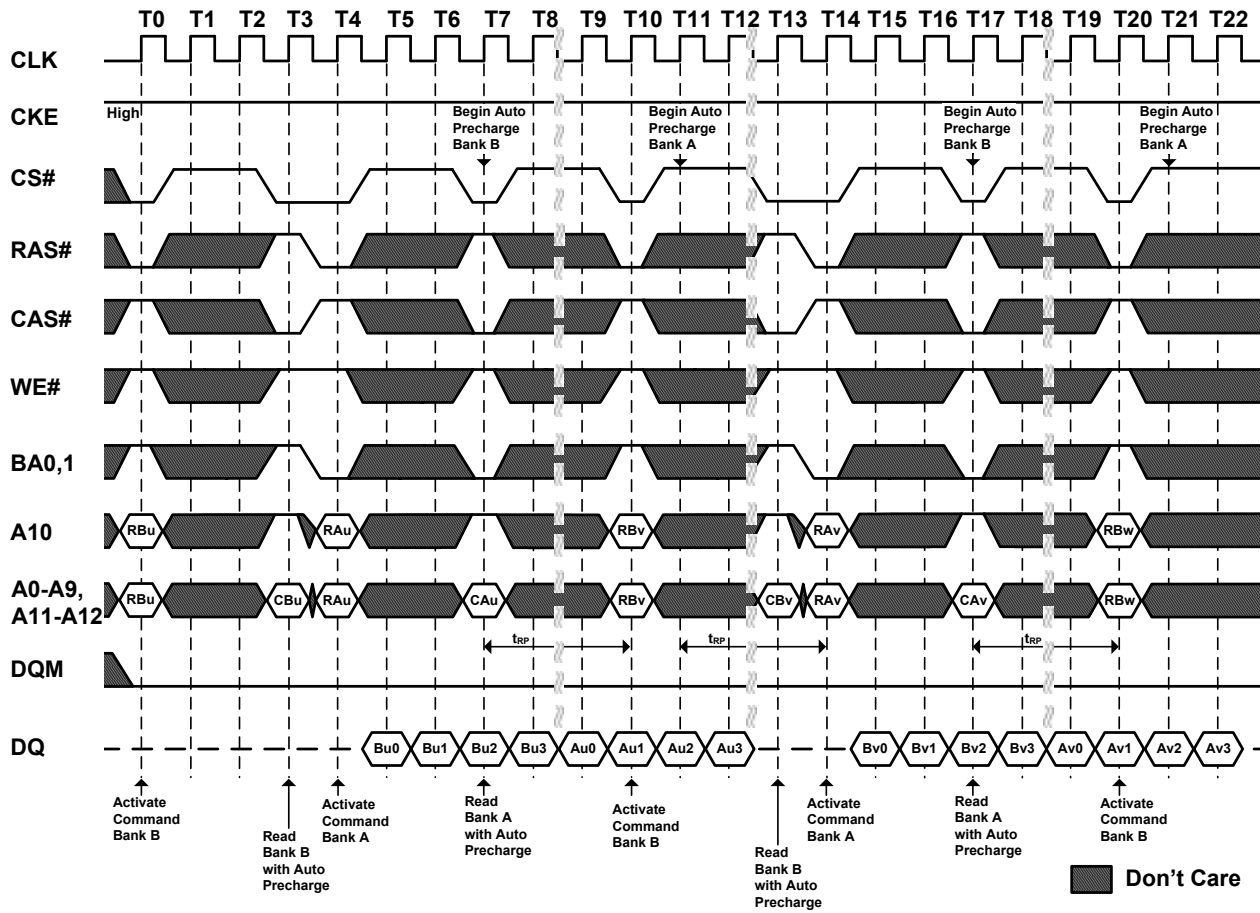 T0 T1 T2 T3 T4 T5 T6 T7 T8 T9 T10 T11 T12 T13 T14 T15 T16 T17 T18 T19 T20 T21 T22
CLK
CKE
High
Begin Auto
Precharge
Bank B
Begin Auto
Precharge
Bank A
Begin Auto
Precharge
Bank B
Begin Auto
Precharge
Bank A
CS#
RAS#
CAS#
WE#
BA0,1
A10
RBu RAu RBv RAv RBw
A0-A9,
A11-A12
RBu CBu RAu CAu RBv CBv RAv CAv RBw
tRP tRP tRP
DQM
DQ
Bu0 Bu1 Bu2 Bu3 Au0 Au1 Au2 Au3 Bv0 Bv1 Bv2 Bv3 Av0 Av1 Av2 Av3
Activate
Command
Bank B
Read
Bank B
with Auto
Precharge
Activate
Command
Bank A
Read
Bank A
with Auto
Precharge
Activate
Command
Bank B
Read
Bank B
with Auto
Precharge
Activate
Command
Bank A
Read
Bank A
with Auto
Precharge
Activate
Command
Bank B
Don't Care